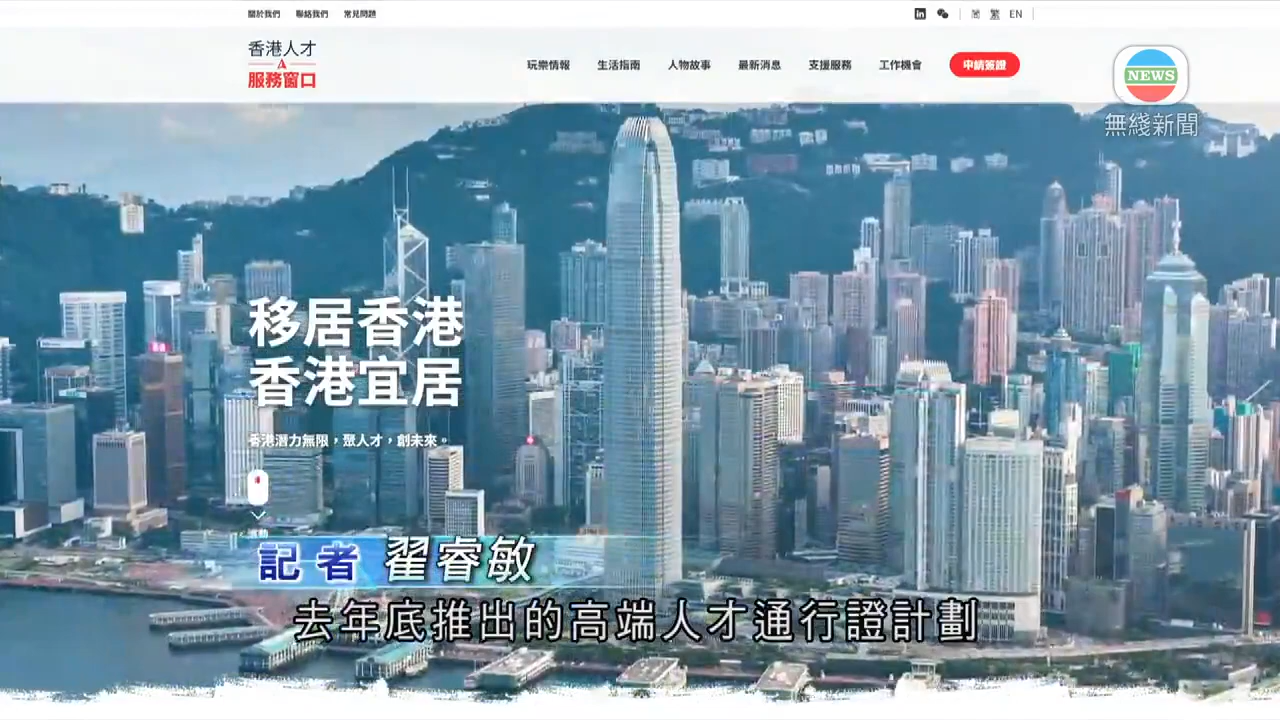 關於我們 聯絡我們 常見問題
簡 繁 EN
香港人才
服務窗口
玩樂情報 生活指南 人物故事 最新消息 支援服務 工作機會 申請簽證
NEWS
無綫新聞
移居香港
香港宜居
香港潛力無限，聚人才，創未來。
記者 翟睿敏
去年底推出的高端人才通行證計劃